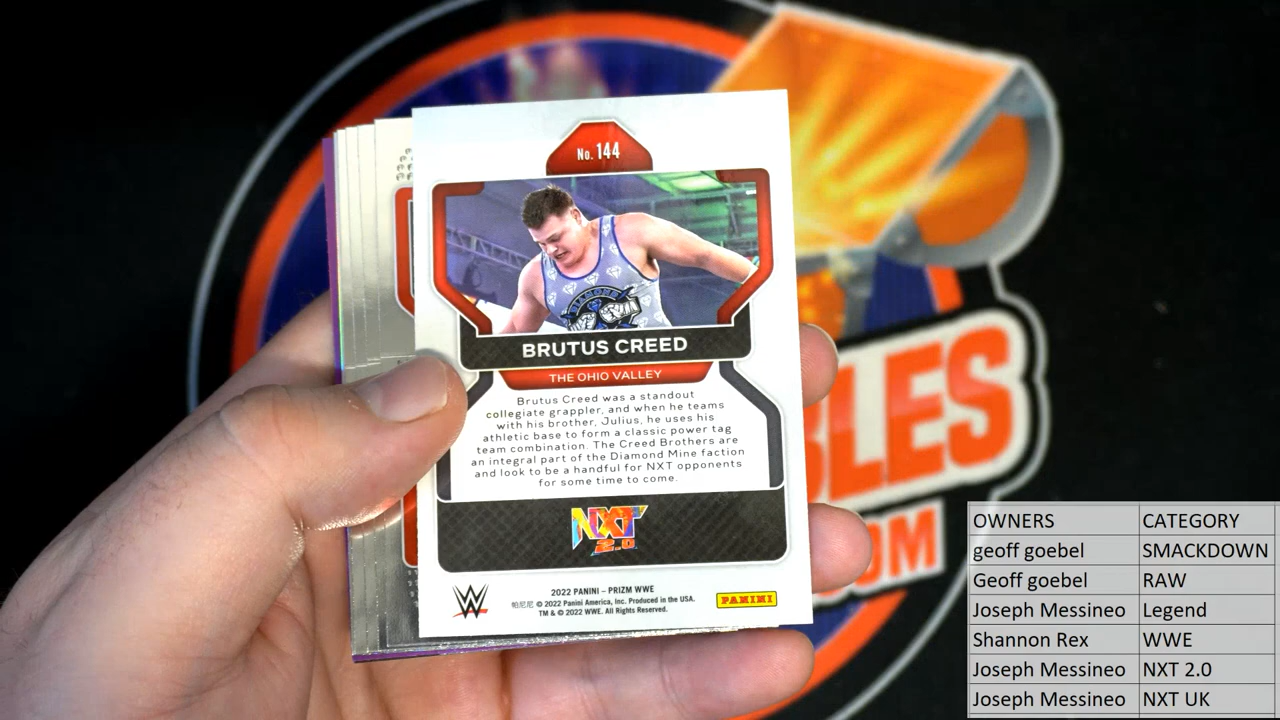 No. 144
DIAMOND
BRUTUS CREED
THE OHIO VALLEY
Brutus Creed was a standout
collegiate grappler, and when he teams
with his brother, Julius, he uses his
athletic base to form a classic power tag
team combination. The Creed Brothers are
an integral part of the Diamond Mine faction
and look to be a handful for NXT opponents
for some time to come.
NXT
2.0
W
2022 PANINI – PRIZM WWE
帕尼尼 © 2022 Panini America, Inc. Produced in the USA.
TM & © 2022 WWE. All Rights Reserved.
PANINI
BLES
OM
OWNERS CATEGORY
geoff goebel SMACKDOWN
Geoff goebel RAW
Joseph Messineo Legend
Shannon Rex WWE
Joseph Messineo NXT 2.0
Joseph Messineo NXT UK